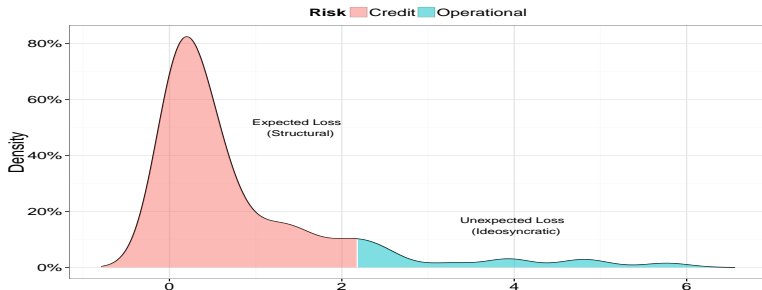 Risk Credit Operational
80%
60%
40%
20%
0%
Density
Expected Loss
(Structural)
Unexpected Loss
(Ideosyncratic)
0 2 4 6